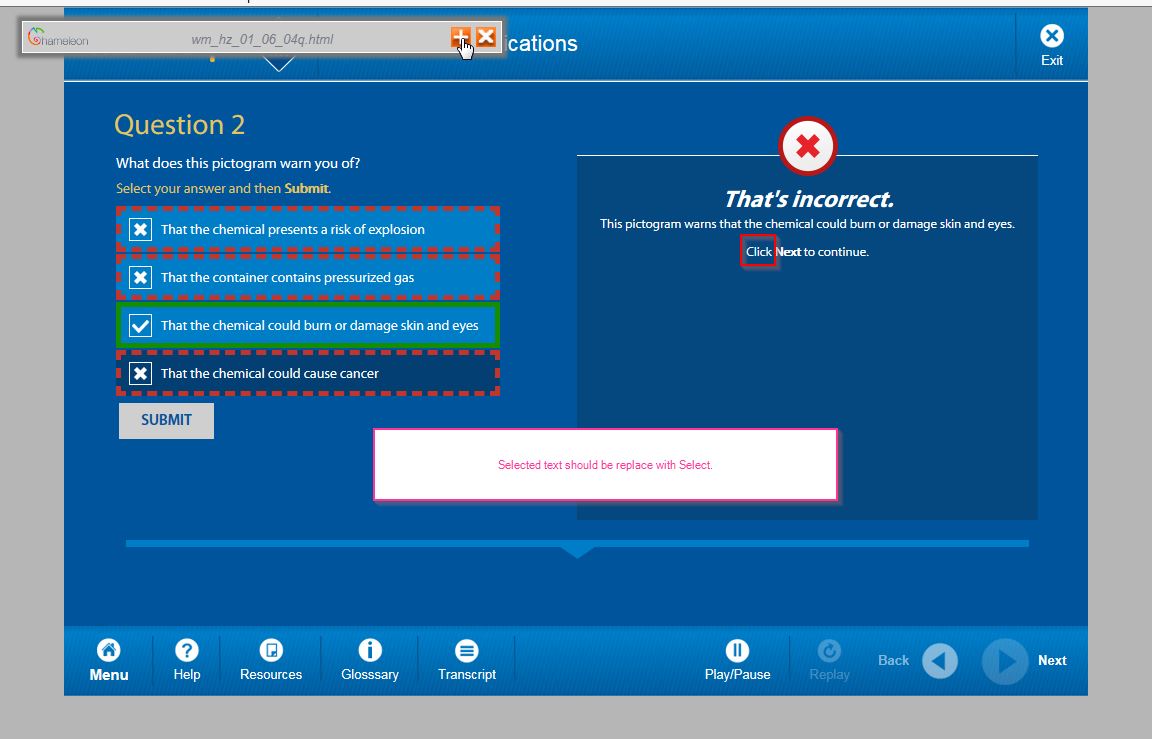 Chameleon
wm_hz_01_06_04q.html
ications
Exit
Question 2
What does this pictogram warn you of?
Select your answer and then Submit.
That the chemical presents a risk of explosion
That the container contains pressurized gas
That the chemical could burn or damage skin and eyes
That the chemical could cause cancer
SUBMIT
That's incorrect.
This pictogram warns that the chemical could burn or damage skin and eyes.
Click Next to continue.
Selected text should be replace with Select.
Menu
Help
Resources
Glosssary
Transcript
Play/Pause
Replay
Back
Next